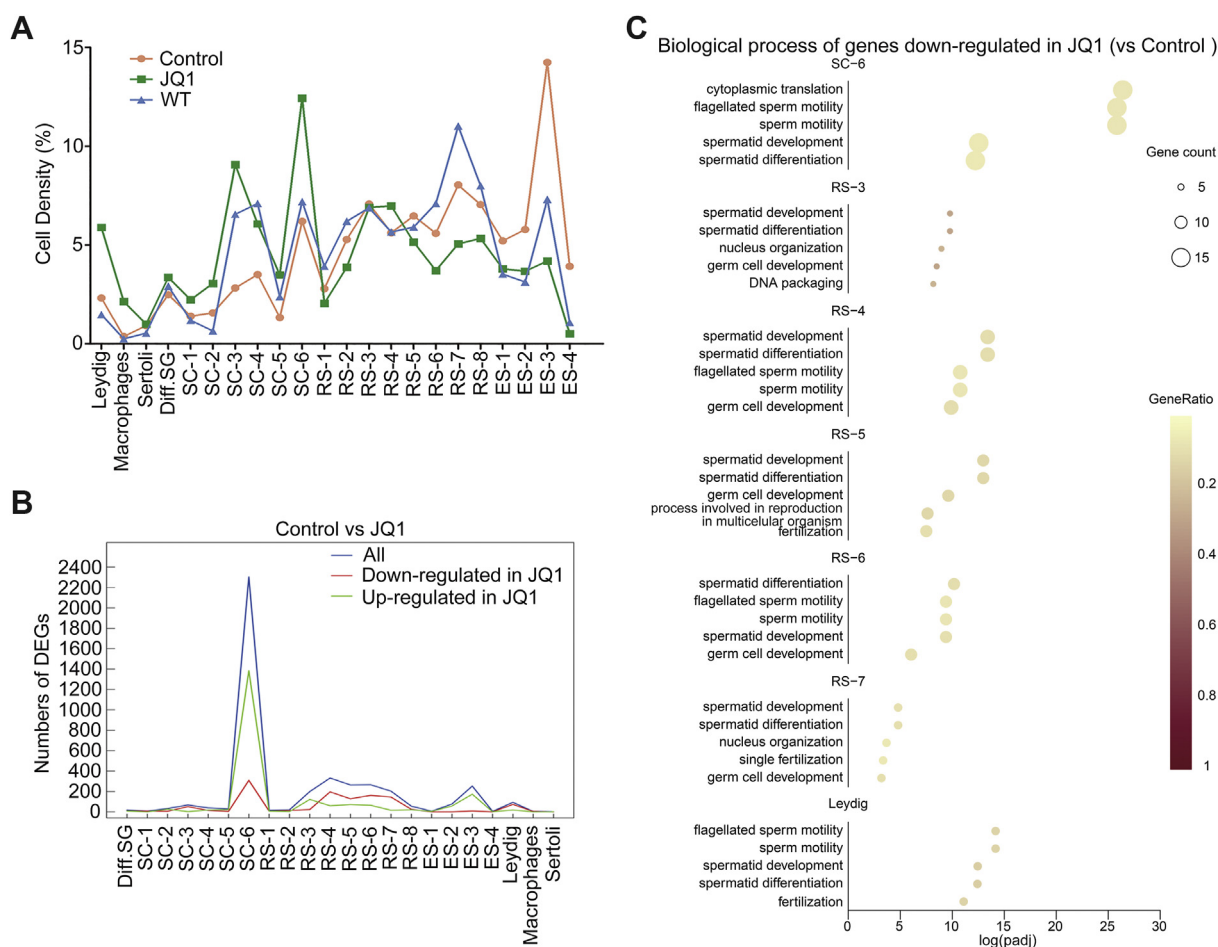 A
15
10
5
0
Cell Density (%)
Control
JQ1
WT
Leydig
Macrophages
Sertoli
Diff.SG
SC-1
SC-2
SC-3
SC-4
SC-5
SC-6
RS-1
RS-2
RS-3
RS-4
RS-5
RS-6
RS-7
RS-8
ES-1
ES-2
ES-3
ES-4
B
Control vs JQ1
All
Down-regulated in JQ1
Up-regulated in JQ1
Numbers of DEGs
2400
2200
2000
1800
1600
1400
1200
1000
800
600
400
200
0
Diff.SG
SC-1
SC-2
SC-3
SC-4
SC-5
SC-6
RS-1
RS-2
RS-3
RS-4
RS-5
RS-6
RS-7
RS-8
ES-1
ES-2
ES-3
ES-4
Leydig
Macrophages
Sertoli
C
Biological process of genes down-regulated in JQ1 (vs Control )
SC−6
cytoplasmic translation
flagellated sperm motility
sperm motility
spermatid development
spermatid differentiation
RS−3
spermatid development
spermatid differentiation
nucleus organization
germ cell development
DNA packaging
RS−4
spermatid development
spermatid differentiation
flagellated sperm motility
sperm motility
germ cell development
RS−5
spermatid development
spermatid differentiation
germ cell development
process involved in reproduction
in multicelular organism
fertilization
RS−6
spermatid differentiation
flagellated sperm motility
sperm motility
spermatid development
germ cell development
RS−7
spermatid development
spermatid differentiation
nucleus organization
single fertilization
germ cell development
Leydig
flagellated sperm motility
sperm motility
spermatid development
spermatid differentiation
fertilization
0 5 10 15 20 25 30
log(padj)
Gene count
5
10
15
GeneRatio
0.2
0.4
0.6
0.8
1